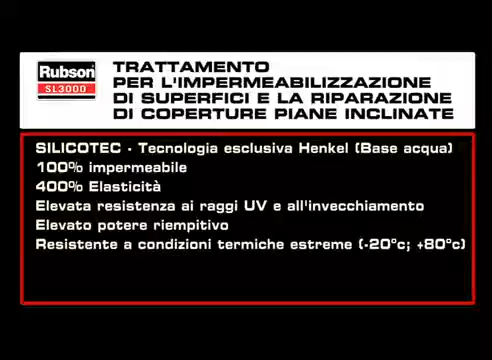 Rubson
SL3000
TRATTAMENTO
PER L'IMPERMEABILIZZAZIONE
DI SUPERFICI E LA RIPARAZIONE
DI COPERTURE PIANE INCLINATE
SILICOTEC - Tecnologia esclusiva Henkel (Base acqua)
100% impermeabile
400% Elasticità
Elevata resistenza ai raggi UV e all'invecchiamento
Elevato potere riempitivo
Resistente a condizioni termiche estreme (-20°c; +80°c)